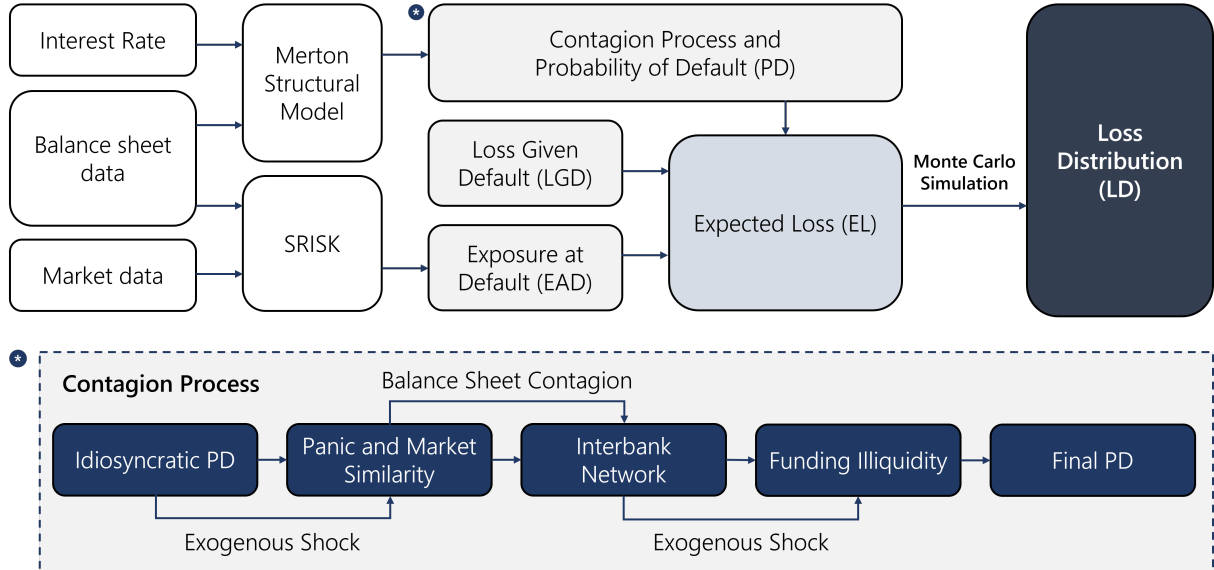 Interest Rate
Balance sheet
data
Market data
Merton
Structural
Model
SRISK
*
Contagion Process and
Probability of Default (PD)
Loss Given
Default (LGD)
Exposure at
Default (EAD)
Expected Loss (EL)
Monte Carlo
Simulation
Loss
Distribution
(LD)
*
Contagion Process
Balance Sheet Contagion
Idiosyncratic PD
Panic and Market
Similarity
Interbank
Network
Funding Illiquidity
Final PD
Exogenous Shock
Exogenous Shock